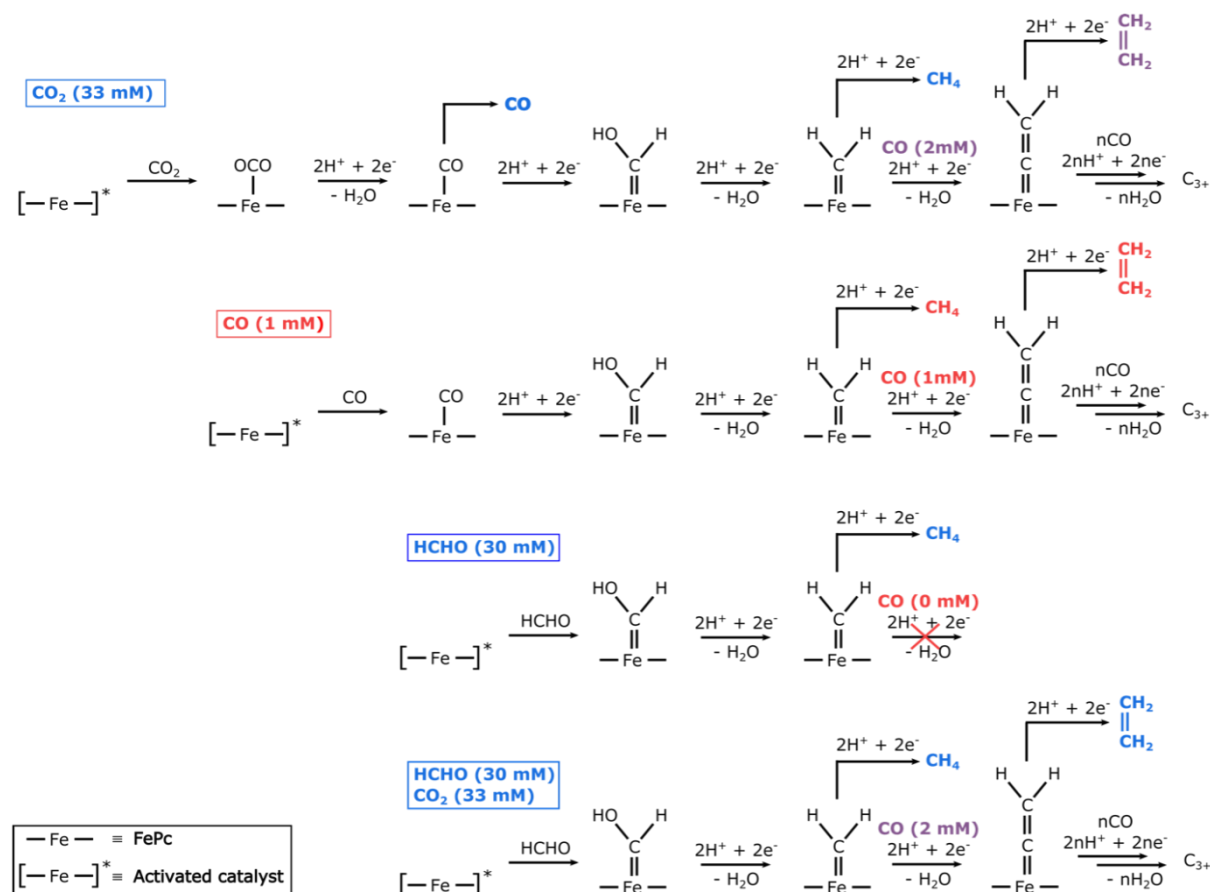 2H⁺ + 2e⁻ CH₂
CH₂
2H⁺ + 2e⁻ CH₄
CO₂ (33 mM)
CO
H H
C
HO H
C
H H
C
CO (2mM)
nCO
OCO
CO
CO₂ 2H⁺ + 2e⁻ 2H⁺ + 2e⁻ 2H⁺ + 2e⁻ 2H⁺ + 2e⁻ C 2nH⁺ + 2ne⁻
[—Fe—]* - H₂O - H₂O - H₂O - nH₂O C₃₊
Fe Fe Fe Fe Fe
2H⁺ + 2e⁻ CH₂
CH₂
2H⁺ + 2e⁻ CH₄
CO (1 mM)
H H
C
HO H
C
H H
C
CO (1mM)
nCO
CO
CO 2H⁺ + 2e⁻ 2H⁺ + 2e⁻ 2H⁺ + 2e⁻ C 2nH⁺ + 2ne⁻
[—Fe—]* - H₂O - H₂O - nH₂O C₃₊
Fe Fe Fe Fe
2H⁺ + 2e⁻
HCHO (30 mM) CH₄
HO H
C
H H
C
CO (0 mM)
HCHO 2H⁺ + 2e⁻ 2H⁺ + 2e⁻
[—Fe—]* - H₂O - H₂O
Fe Fe
2H⁺ + 2e⁻ CH₂
CH₂
2H⁺ + 2e⁻ CH₄
HCHO (30 mM)
CO₂ (33 mM)
H H
C
HO H
C
H H
C
CO (2 mM)
nCO
HCHO 2H⁺ + 2e⁻ 2H⁺ + 2e⁻ C 2nH⁺ + 2ne⁻
[—Fe—]* - H₂O - H₂O - nH₂O C₃₊
Fe Fe Fe
—Fe— ≡ FePc
[—Fe—]* ≡ Activated catalyst